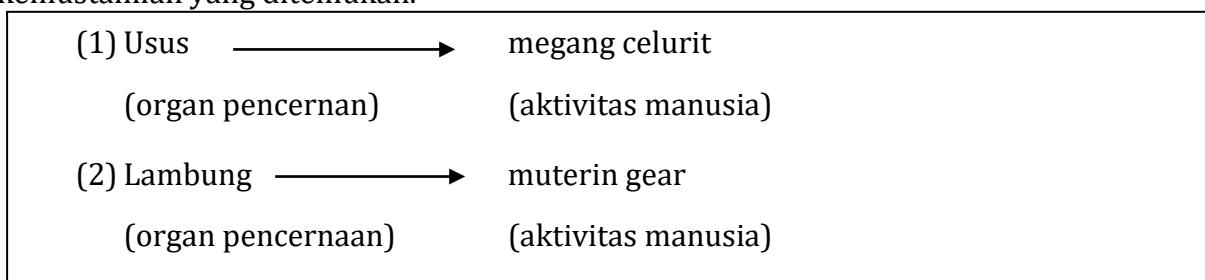 (1) Usus megang celurit
(organ pencernan) (aktivitas manusia)
(2) Lambung muterin gear
(organ pencernaan) (aktivitas manusia)